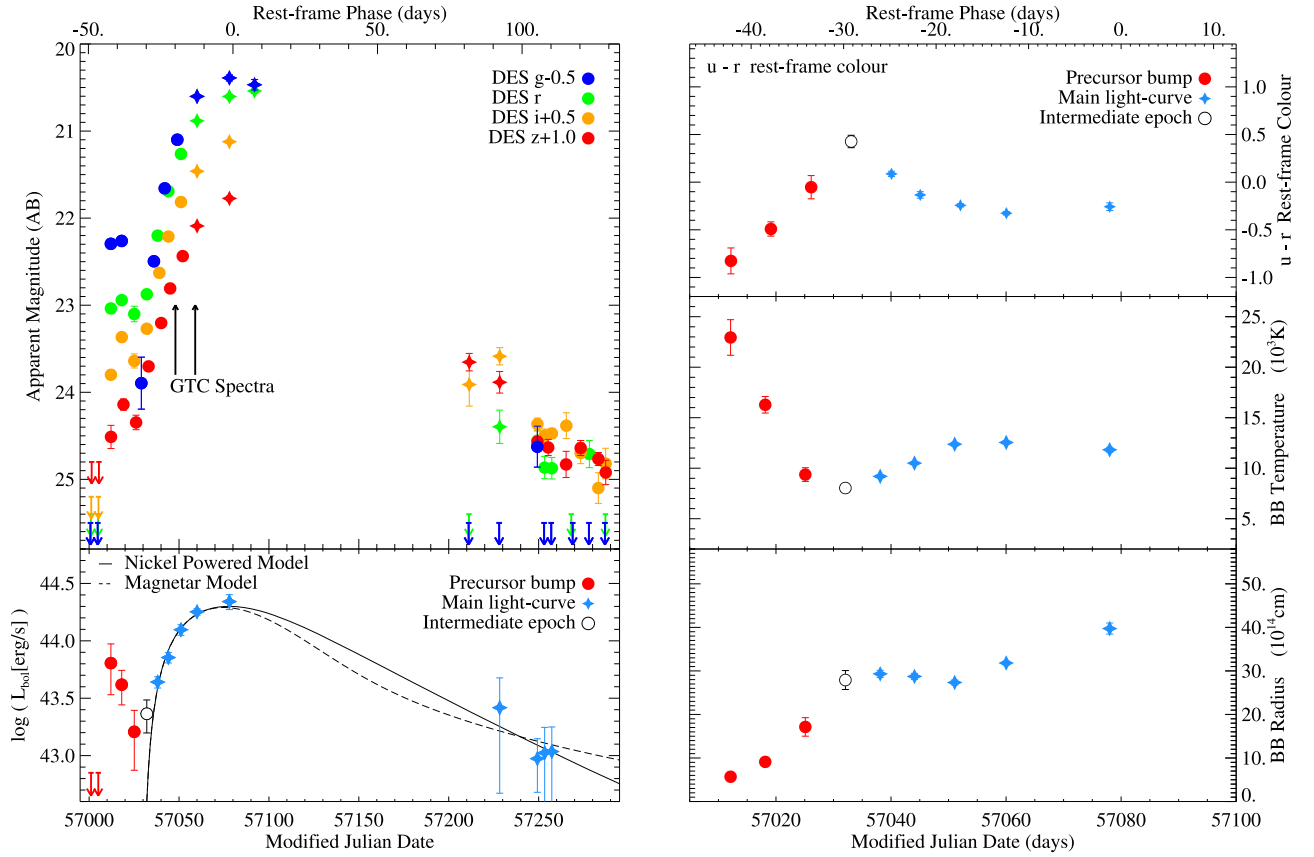 Rest-frame Phase (days)
-50. 0. 50. 100.
20
21
22
23
24
25
Apparent Magnitude (AB)
DES g-0.5
DES r
DES i+0.5
DES z+1.0
GTC Spectra
44.5
44.0
43.5
43.0
log ( L_bol [erg/s] )
Nickel Powered Model
Magnetar Model
Precursor bump
Main light-curve
Intermediate epoch
57000 57050 57100 57150 57200 57250
Modified Julian Date
Rest-frame Phase (days)
-40. -30. -20. -10. 0. 10.
u - r rest-frame colour
Precursor bump
Main light-curve
Intermediate epoch
1.0
0.5
0.0
-0.5
-1.0
u - r Rest-frame Colour
25.
20.
15.
10.
5.
BB Temperature (10³K)
50.
40.
30.
20.
10.
0.
BB Radius (10¹⁴cm)
57020 57040 57060 57080 57100
Modified Julian Date (days)